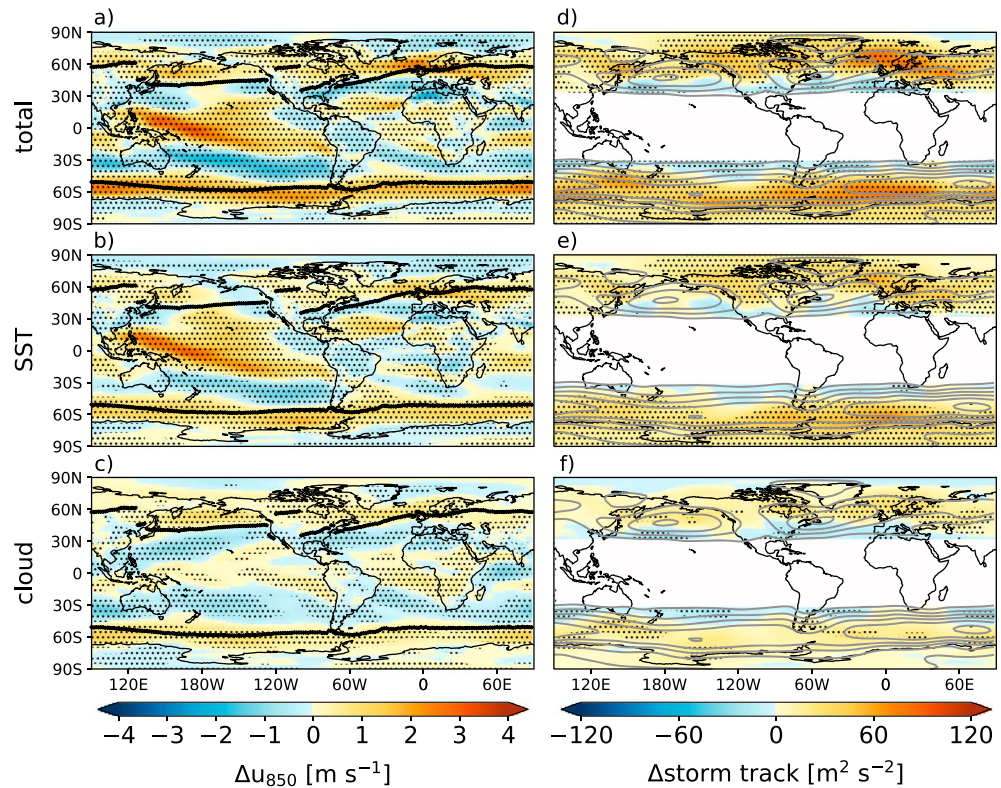 a)
d)
90N
60N
30N
0
30S
60S
90S
total
b)
e)
90N
60N
30N
0
30S
60S
90S
SST
c)
f)
90N
60N
30N
0
30S
60S
90S
cloud
120E 180W 120W 60W 0 60E
120E 180W 120W 60W 0 60E
−4 −3 −2 −1 0 1 2 3 4
−120 −60 0 60 120
Δu₈₅₀ [m s⁻¹]
Δstorm track [m² s⁻²]